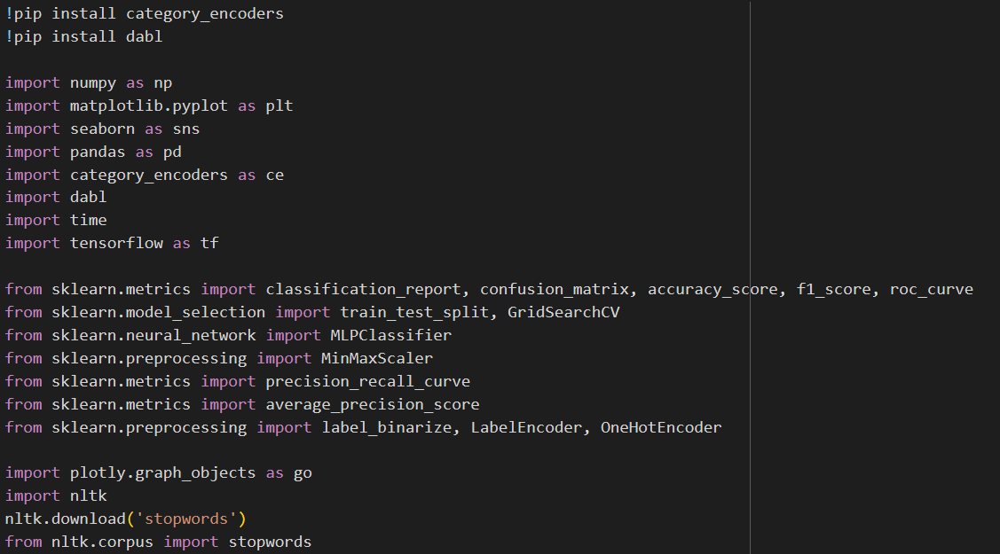 !pip install category_encoders
!pip install dabl
import numpy as np
import matplotlib.pyplot as plt
import seaborn as sns
import pandas as pd
import category_encoders as ce
import dabl
import time
import tensorflow as tf
from sklearn.metrics import classification_report, confusion_matrix, accuracy_score, f1_score, roc_curve
from sklearn.model_selection import train_test_split, GridSearchCV
from sklearn.neural_network import MLPClassifier
from sklearn.preprocessing import MinMaxScaler
from sklearn.metrics import precision_recall_curve
from sklearn.metrics import average_precision_score
from sklearn.preprocessing import label_binarize, LabelEncoder, OneHotEncoder
import plotly.graph_objects as go
import nltk
nltk.download('stopwords')
from nltk.corpus import stopwords